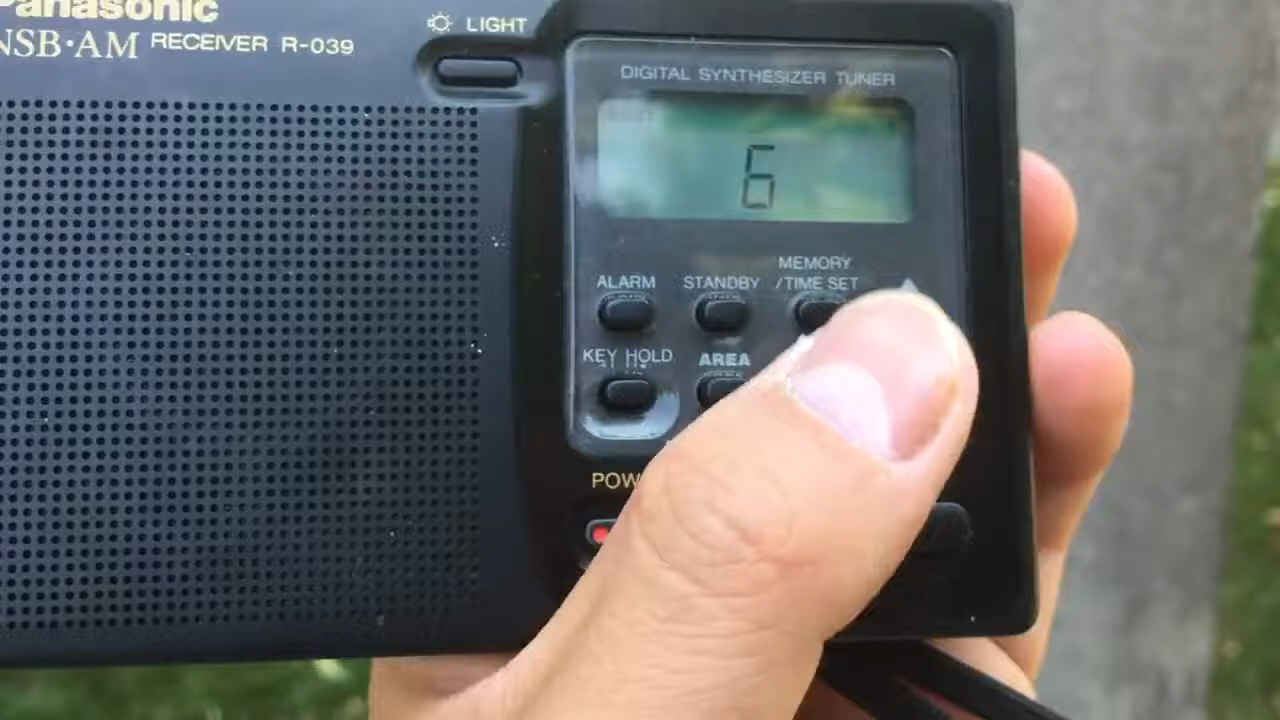 Panasonic
NSB·AM RECEIVER R-039
LIGHT
DIGITAL SYNTHESIZER TUNER
6
ALARM
STANDBY
MEMORY
/TIME SET
KEY HOLD
AREA
POW